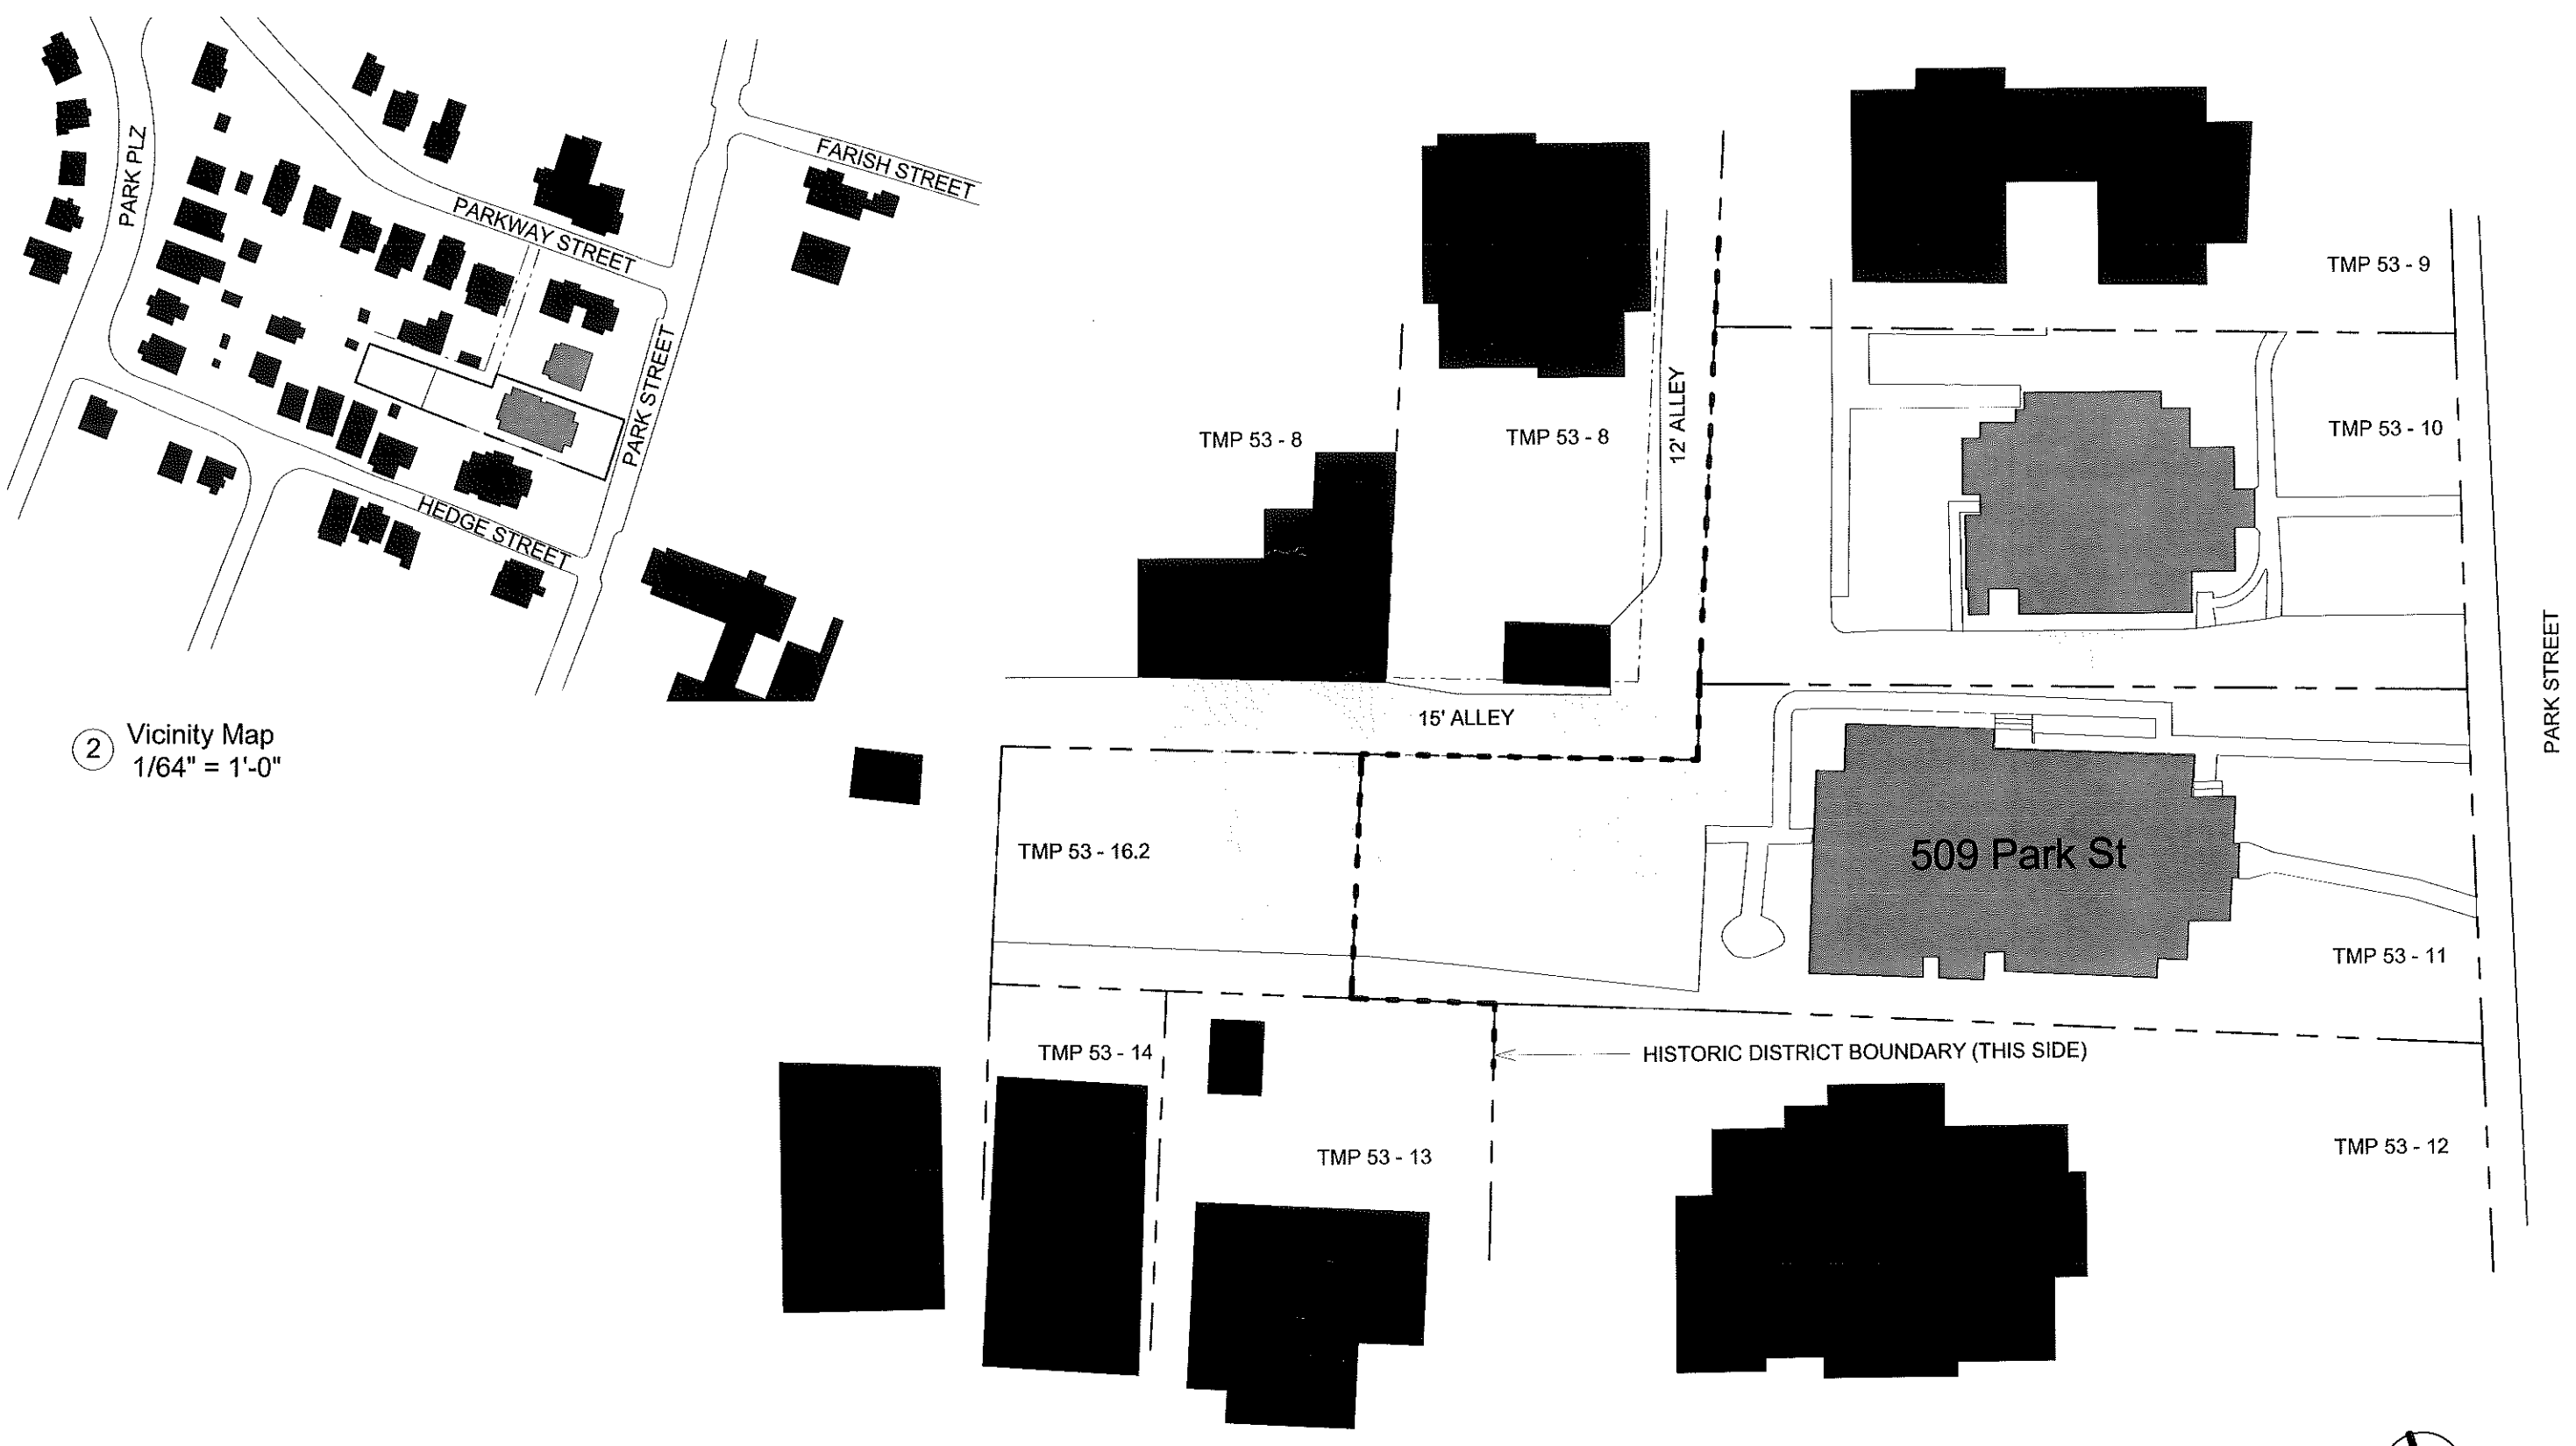 PARK PLZ
FARISH STREET
PARKWAY STREET
PARK STREET
HEDGE STREET
2
Vicinity Map
1/64" = 1'-0"
TMP 53 - 9
12' ALLEY
TMP 53 - 10
TMP 53 - 8
TMP 53 - 8
PARK STREET
15' ALLEY
TMP 53 - 16.2
509 Park St
TMP 53 - 11
TMP 53 - 14
HISTORIC DISTRICT BOUNDARY (THIS SIDE)
TMP 53 - 13
TMP 53 - 12